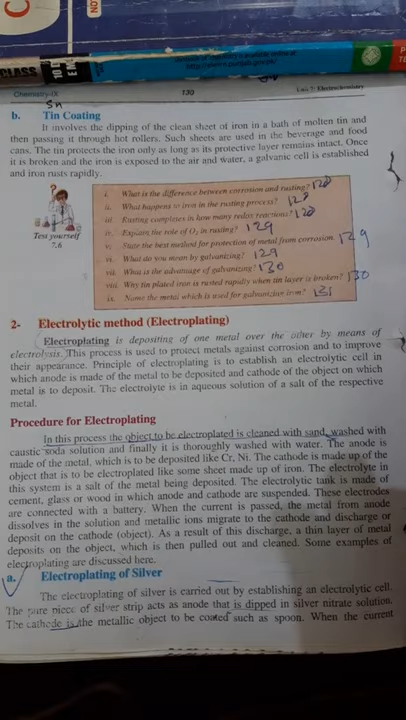 CLASS
Chemistry-IX 130 Unit 7: Electrochemistry
Sn
b. Tin Coating
It involves the dipping of the clean sheet of iron in a bath of molten tin and
then passing it through hot rollers. Such sheets are used in the beverage and food
cans. The tin protects the iron only as long as its protective layer remains intact. Once
it is broken and the iron is exposed to the air and water, a galvanic cell is established
and iron rusts rapidly.
Test yourself
7.6
i. What is the difference between corrosion and rusting? 128
ii. What happens to iron in the rusting process? 128
iii. Rusting completes in how many redox reactions? 128
iv. Explain the role of O₂ in rusting? 129
v. State the best method for protection of metal from corrosion. 129
vi. What do you mean by galvanizing? 129
vii. What is the advantage of galvanizing? 130
viii. Why tin plated iron is rusted rapidly when tin layer is broken? 130
ix. Name the metal which is used for galvanizing iron? 131
2- Electrolytic method (Electroplating)
Electroplating is depositing of one metal over the other by means of
electrolysis. This process is used to protect metals against corrosion and to improve
their appearance. Principle of electroplating is to establish an electrolytic cell in
which anode is made of the metal to be deposited and cathode of the object on which
metal is to deposit. The electrolyte is in aqueous solution of a salt of the respective
metal.
Procedure for Electroplating
In this process the object to be electroplated is cleaned with sand, washed with
caustic soda solution and finally it is thoroughly washed with water. The anode is
made of the metal, which is to be deposited like Cr, Ni. The cathode is made up of the
object that is to be electroplated like some sheet made up of iron. The electrolyte in
this system is a salt of the metal being deposited. The electrolytic tank is made of
cement, glass or wood in which anode and cathode are suspended. These electrodes
are connected with a battery. When the current is passed, the metal from anode
dissolves in the solution and metallic ions migrate to the cathode and discharge or
deposit on the cathode (object). As a result of this discharge, a thin layer of metal
deposits on the object, which is then pulled out and cleaned. Some examples of
electroplating are discussed here.
a. Electroplating of Silver
The electroplating of silver is carried out by establishing an electrolytic cell.
The pure piece of silver strip acts as anode that is dipped in silver nitrate solution.
The cathode is the metallic object to be coated such as spoon. When the current